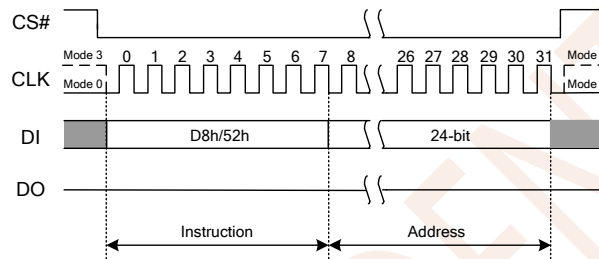 CS#
Mode 3 0 1 2 3 4 5 6 7 8 26 27 28 29 30 31 Mode
CLK
Mode 0 Mode
DI D8h/52h 24-bit
DO
Instruction Address